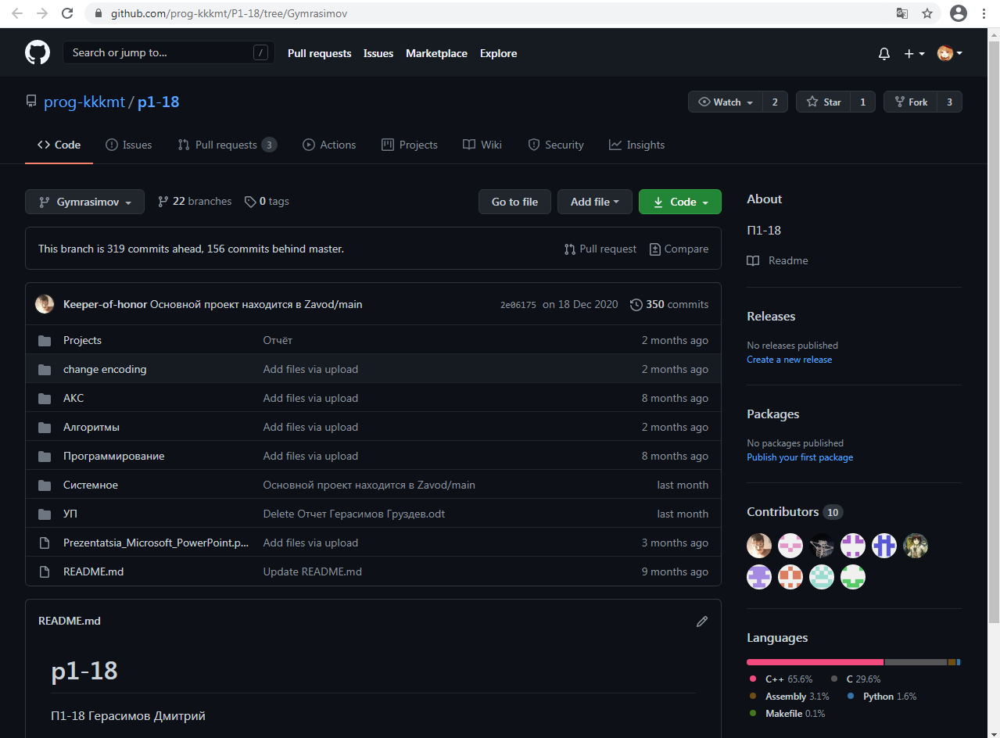 github.com/prog-kkkmt/P1-18/tree/Gymrasimov
Search or jump to... /
Pull requests Issues Marketplace Explore
prog-kkkmt / p1-18
Watch 2 Star 1 Fork 3
Code Issues Pull requests 3 Actions Projects Wiki Security Insights
Gymrasimov 22 branches 0 tags Go to file Add file Code
This branch is 319 commits ahead, 156 commits behind master. Pull request Compare
Keeper-of-honor Основной проект находится в Zavod/main 2e06175 on 18 Dec 2020 350 commits
Projects Отчёт 2 months ago
change encoding Add files via upload 2 months ago
АКС Add files via upload 8 months ago
Алгоритмы Add files via upload 2 months ago
Программирование Add files via upload 8 months ago
Системное Основной проект находится в Zavod/main last month
УП Delete Отчет Герасимов Груздев.odt last month
Prezentatsia_Microsoft_PowerPoint.p... Add files via upload 3 months ago
README.md Update README.md 9 months ago
README.md
p1-18
П1-18 Герасимов Дмитрий
About
П1-18
Readme
Releases
No releases published
Create a new release
Packages
No packages published
Publish your first package
Contributors 10
Languages
C++ 65.6% C 29.6%
Assembly 3.1% Python 1.6%
Makefile 0.1%